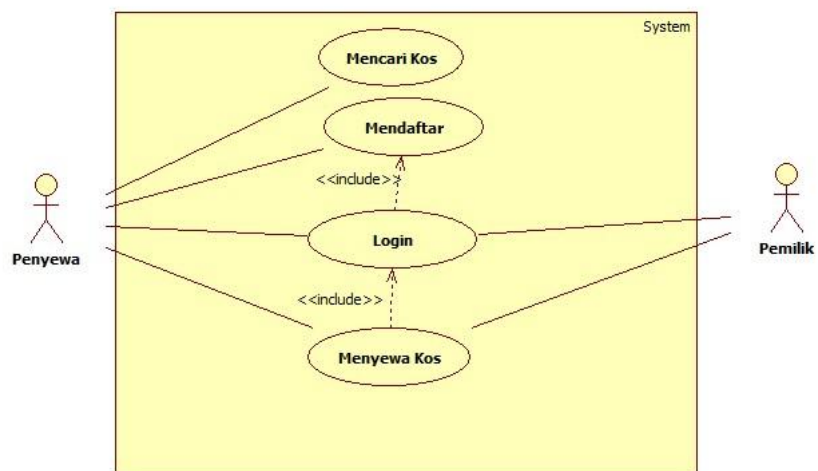 System
Mencari Kos
Mendaftar
<<include>>
Login
Penyewa
Pemilik
<<include>>
Menyewa Kos